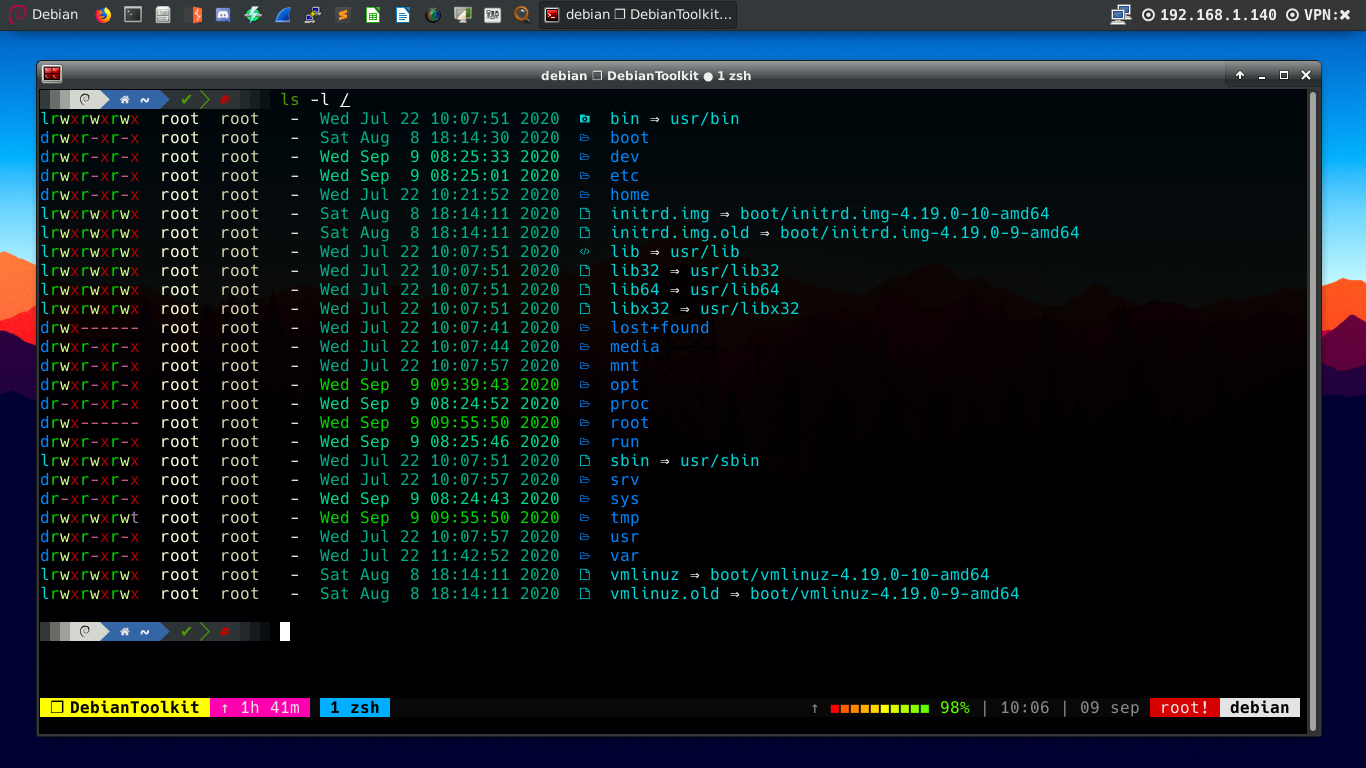 Debian debian ❐ DebianToolkit… 192.168.1.140 VPN:✖
debian ❐ DebianToolkit ● 1 zsh
~ ✔ # ls -l /
lrwxrwxrwx root root - Wed Jul 22 10:07:51 2020 bin ⇒ usr/bin
drwxr-xr-x root root - Sat Aug 8 18:14:30 2020 boot
drwxr-xr-x root root - Wed Sep 9 08:25:33 2020 dev
drwxr-xr-x root root - Wed Sep 9 08:25:01 2020 etc
drwxr-xr-x root root - Wed Jul 22 10:21:52 2020 home
lrwxrwxrwx root root - Sat Aug 8 18:14:11 2020 initrd.img ⇒ boot/initrd.img-4.19.0-10-amd64
lrwxrwxrwx root root - Sat Aug 8 18:14:11 2020 initrd.img.old ⇒ boot/initrd.img-4.19.0-9-amd64
lrwxrwxrwx root root - Wed Jul 22 10:07:51 2020 lib ⇒ usr/lib
lrwxrwxrwx root root - Wed Jul 22 10:07:51 2020 lib32 ⇒ usr/lib32
lrwxrwxrwx root root - Wed Jul 22 10:07:51 2020 lib64 ⇒ usr/lib64
lrwxrwxrwx root root - Wed Jul 22 10:07:51 2020 libx32 ⇒ usr/libx32
drwx------ root root - Wed Jul 22 10:07:41 2020 lost+found
drwxr-xr-x root root - Wed Jul 22 10:07:44 2020 media
drwxr-xr-x root root - Wed Jul 22 10:07:57 2020 mnt
drwxr-xr-x root root - Wed Sep 9 09:39:43 2020 opt
dr-xr-xr-x root root - Wed Sep 9 08:24:52 2020 proc
drwx------ root root - Wed Sep 9 09:55:50 2020 root
drwxr-xr-x root root - Wed Sep 9 08:25:46 2020 run
lrwxrwxrwx root root - Wed Jul 22 10:07:51 2020 sbin ⇒ usr/sbin
drwxr-xr-x root root - Wed Jul 22 10:07:57 2020 srv
dr-xr-xr-x root root - Wed Sep 9 08:24:43 2020 sys
drwxrwxrwt root root - Wed Sep 9 09:55:50 2020 tmp
drwxr-xr-x root root - Wed Jul 22 10:07:57 2020 usr
drwxr-xr-x root root - Wed Jul 22 11:42:52 2020 var
lrwxrwxrwx root root - Sat Aug 8 18:14:11 2020 vmlinuz ⇒ boot/vmlinuz-4.19.0-10-amd64
lrwxrwxrwx root root - Sat Aug 8 18:14:11 2020 vmlinuz.old ⇒ boot/vmlinuz-4.19.0-9-amd64
~ ✔ #
❐ DebianToolkit ↑ 1h 41m 1 zsh ↑ 98% | 10:06 | 09 sep root! debian